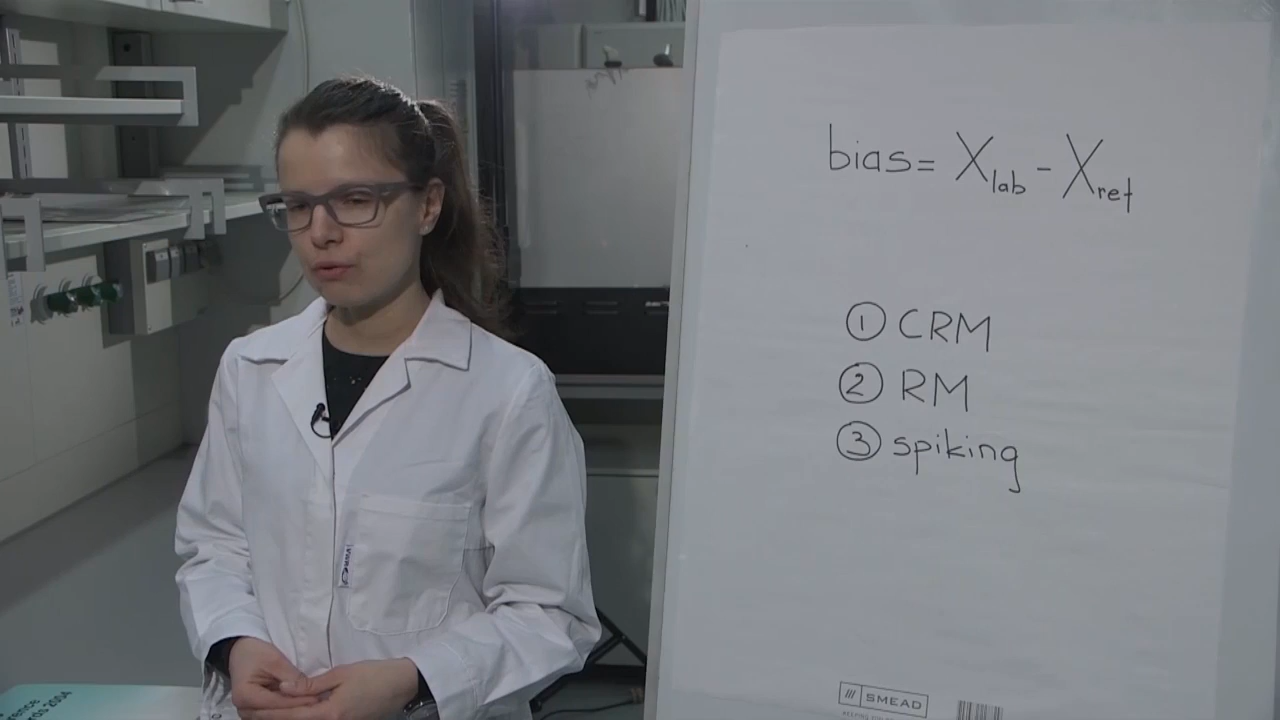 bias= Xlab - Xref
① CRM
② RM
③ spiking
SMEAD